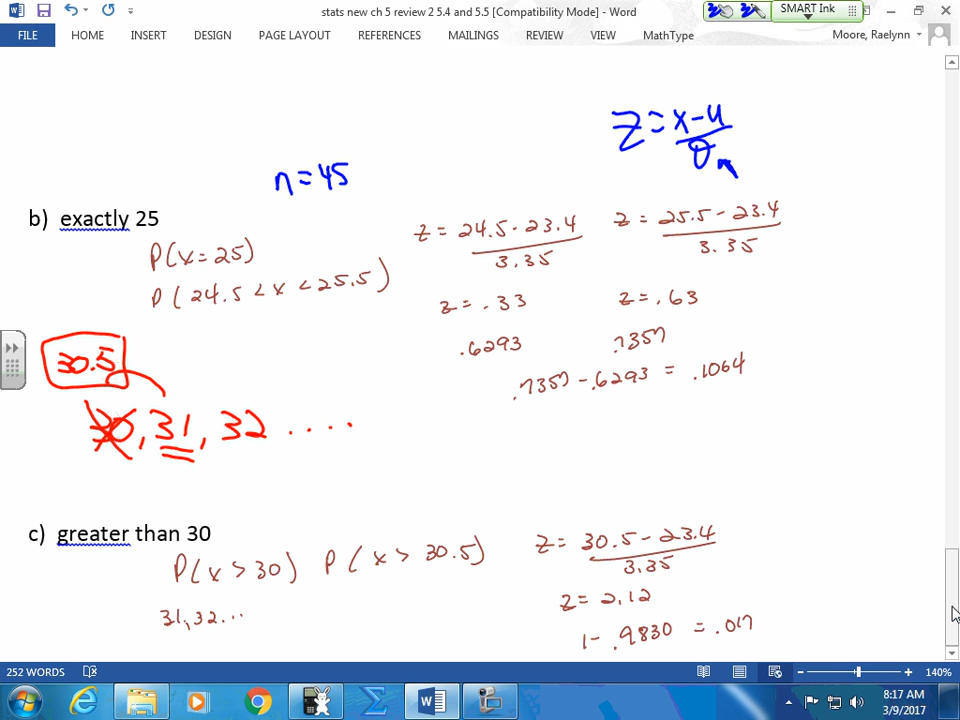 stats new ch 5 review 2 5.4 and 5.5 [Compatibility Mode] - Word
SMART Ink
FILE HOME INSERT DESIGN PAGE LAYOUT REFERENCES MAILINGS REVIEW VIEW MathType Moore, Raelynn
z = x-μ / σ
n = 45
b) exactly 25
P(x = 25)
P(24.5 < x < 25.5)
z = 24.5 - 23.4 / 3.35
z = .33
.6293
z = 25.5 - 23.4 / 3.35
z = .63
.7357
.7357 - .6293 = .1064
30.5
30, 31, 32 ....
c) greater than 30
P(x > 30) P(x > 30.5)
31, 32 ...
z = 30.5 - 23.4 / 3.35
z = 2.12
1 - .9830 = .017
252 WORDS
140%
8:17 AM
3/9/2017